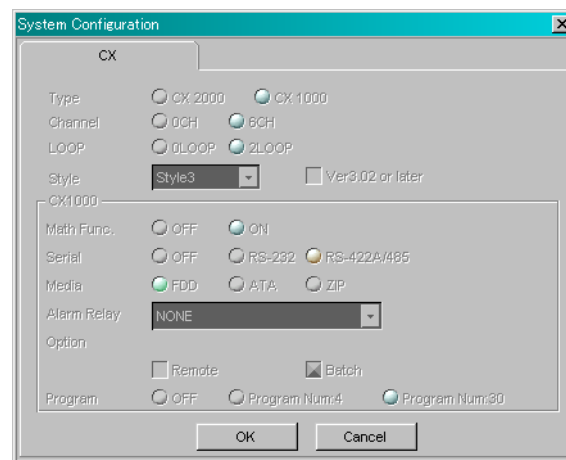 System Configuration
CX
Type CX 2000 CX 1000
Channel 0CH 6CH
LOOP 0LOOP 2LOOP
Style Style3 Ver3.02 or later
CX1000
Math Func. OFF ON
Serial OFF RS-232 RS-422A/485
Media FDD ATA ZIP
Alarm Relay NONE
Option
Remote Batch
Program OFF Program Num:4 Program Num:30
OK Cancel